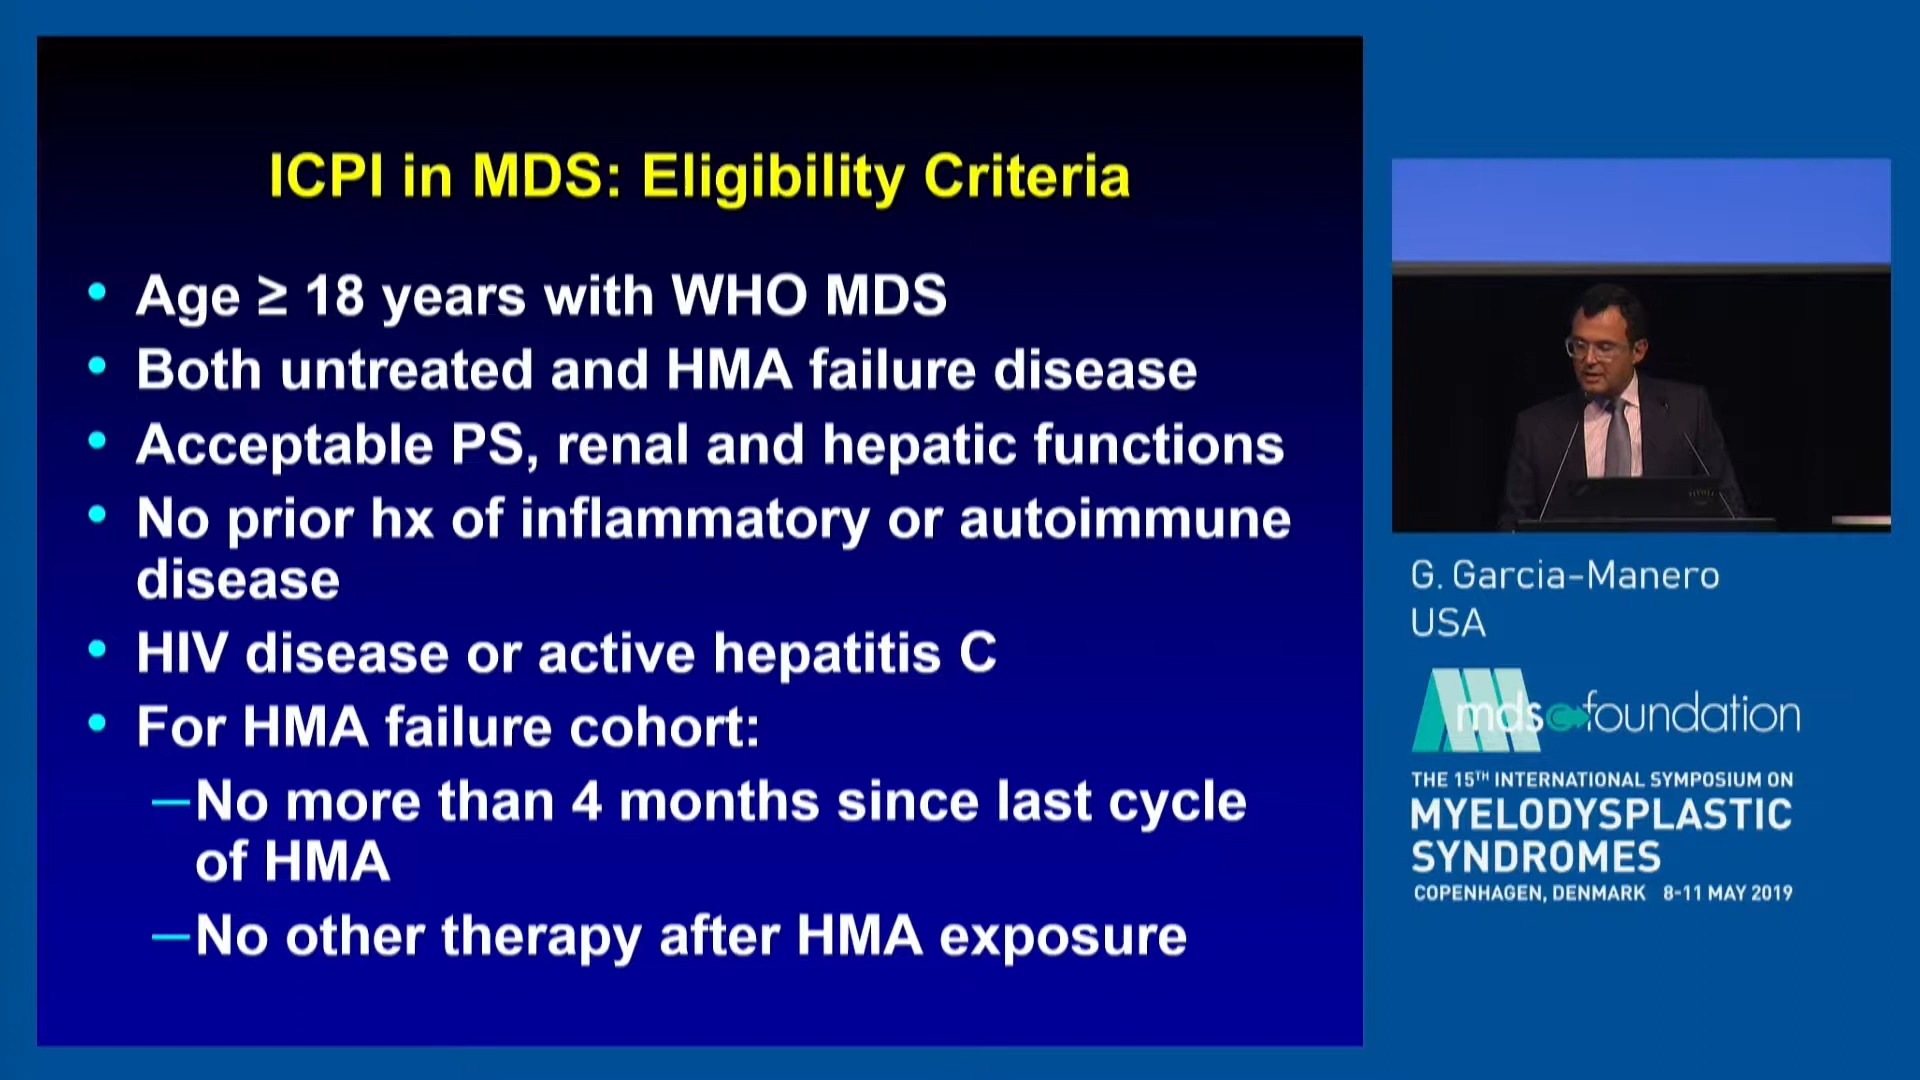 ICPI in MDS: Eligibility Criteria
• Age ≥ 18 years with WHO MDS
• Both untreated and HMA failure disease
• Acceptable PS, renal and hepatic functions
• No prior hx of inflammatory or autoimmune
disease
• HIV disease or active hepatitis C
• For HMA failure cohort:
–No more than 4 months since last cycle
of HMA
–No other therapy after HMA exposure
G. Garcia-Manero
USA
mds foundation
THE 15TH INTERNATIONAL SYMPOSIUM ON
MYELODYSPLASTIC
SYNDROMES
COPENHAGEN, DENMARK 8-11 MAY 2019